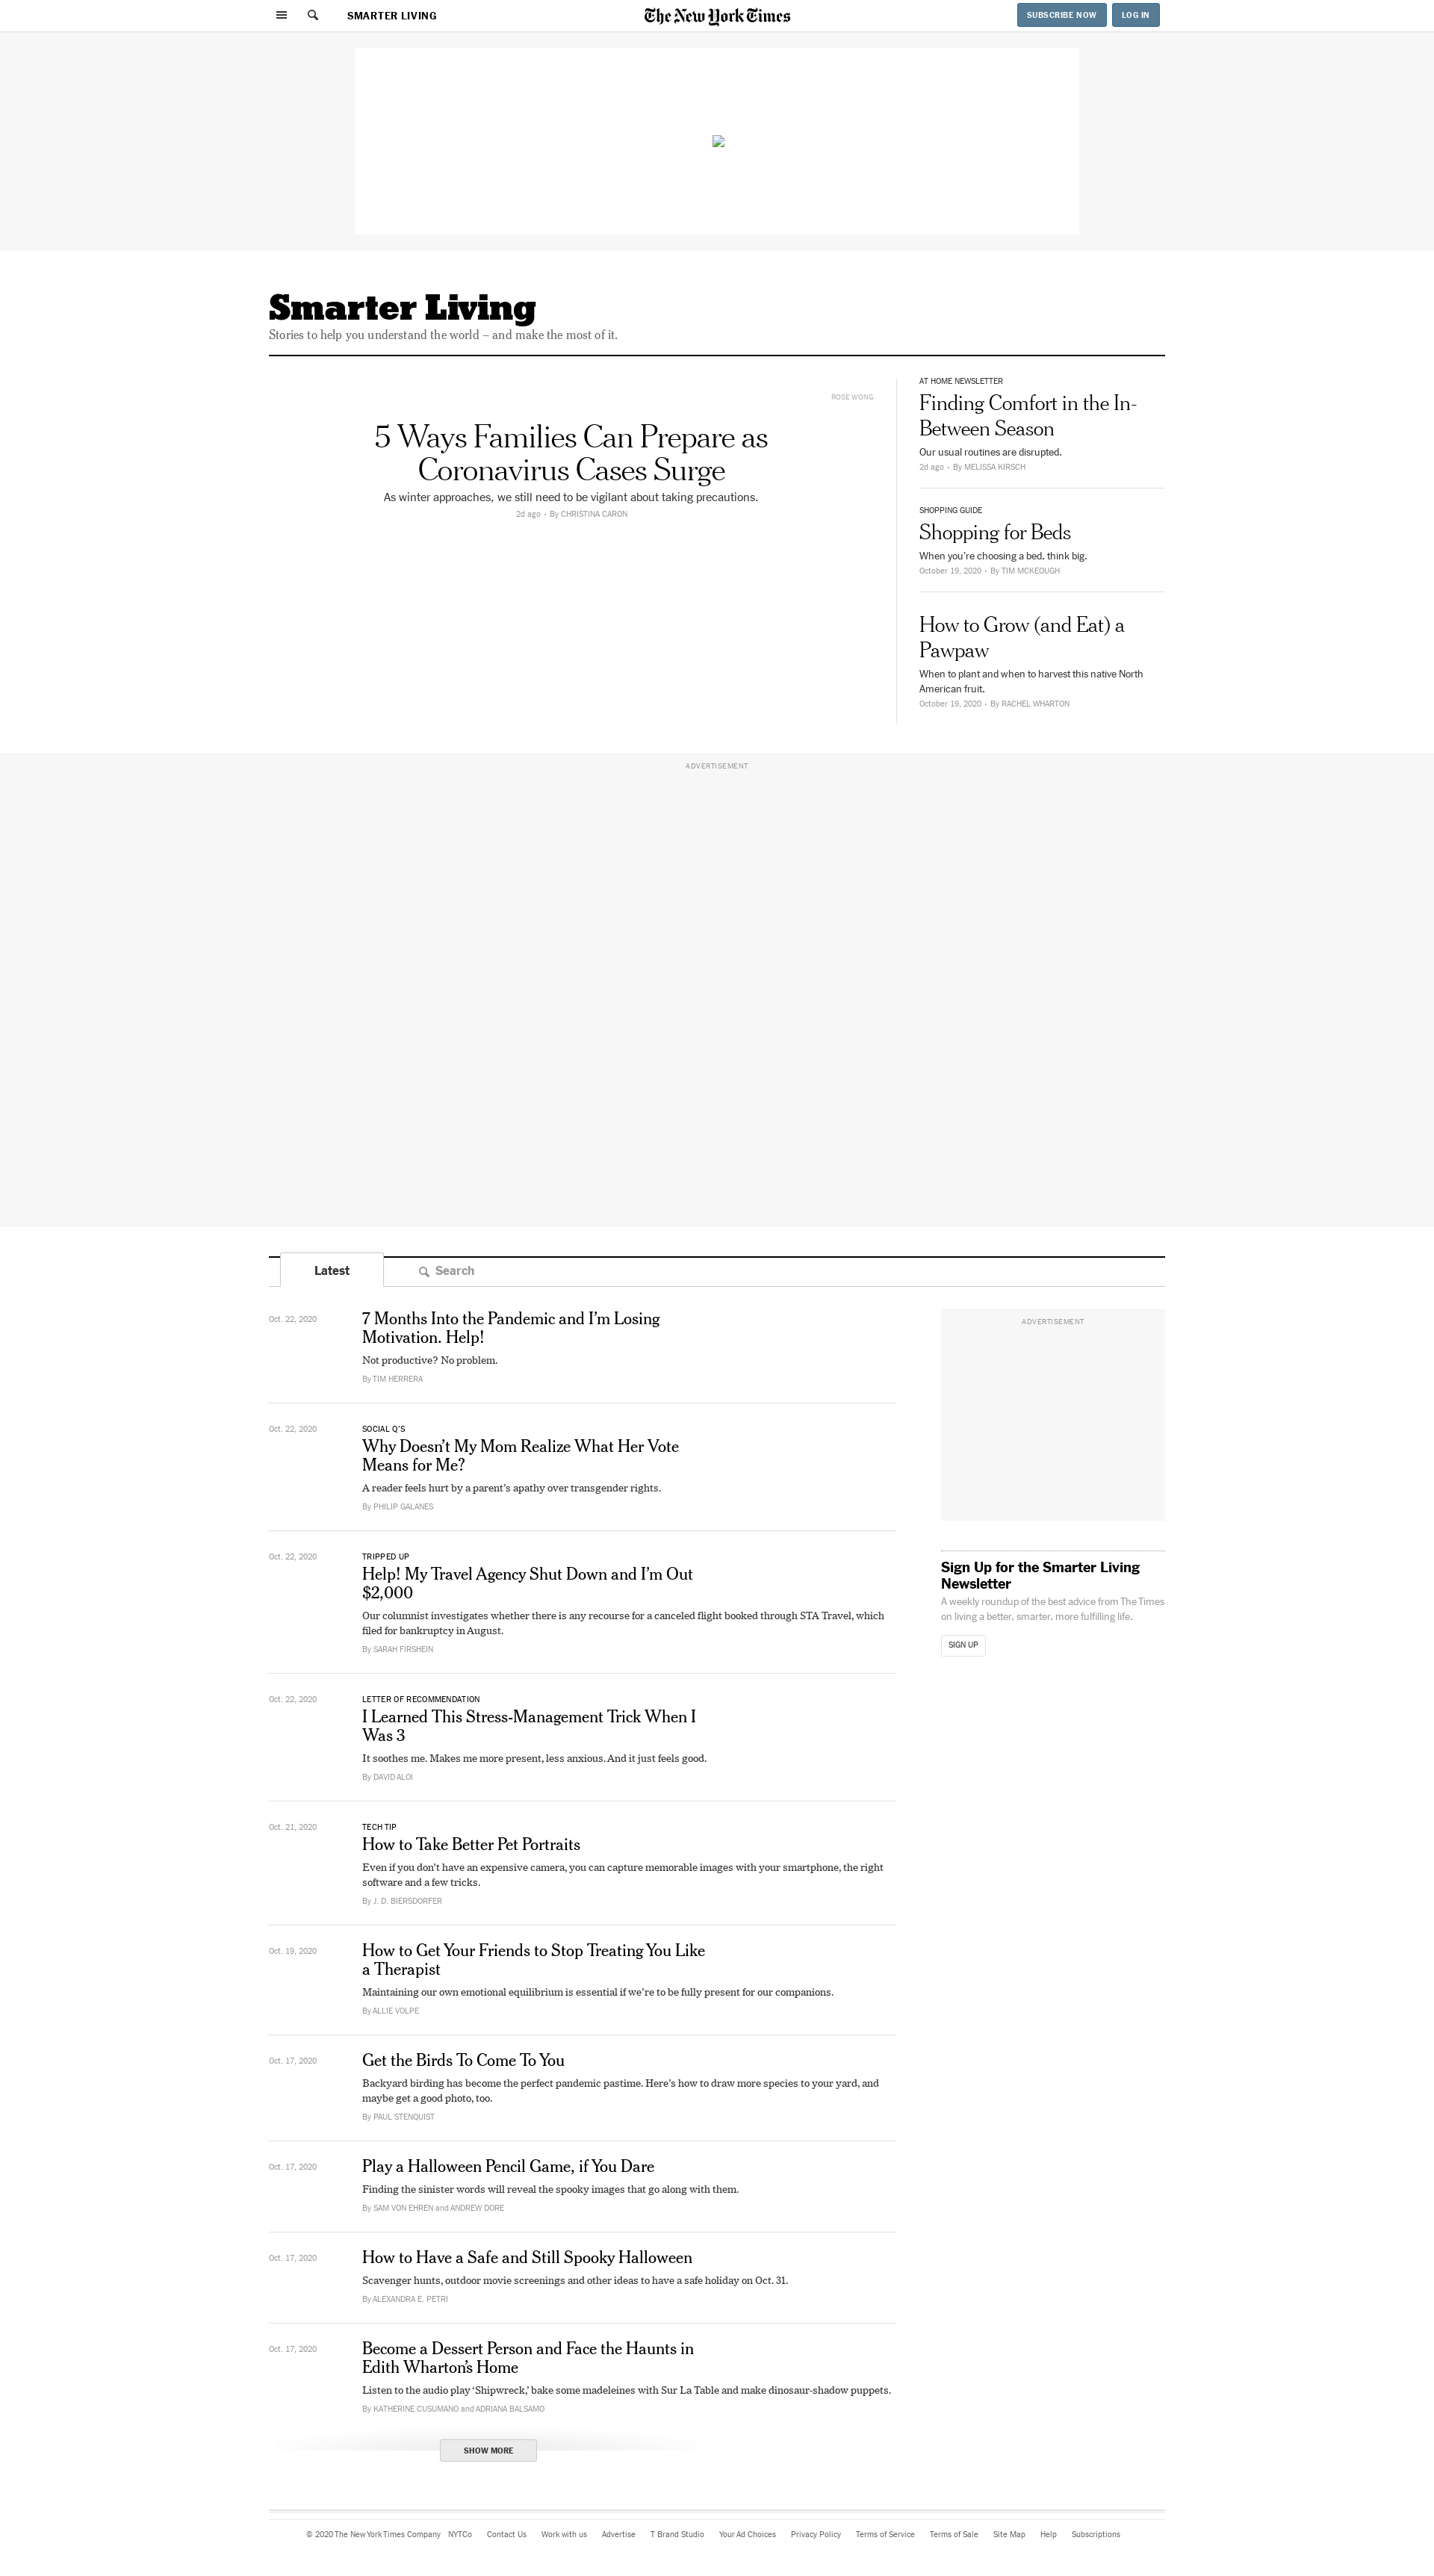 SMARTER LIVING
The New York Times
SUBSCRIBE NOW
LOG IN
Smarter Living
Stories to help you understand the world – and make the most of it.
ROSE WONG
5 Ways Families Can Prepare as
Coronavirus Cases Surge
As winter approaches, we still need to be vigilant about taking precautions.
2d ago • By CHRISTINA CARON
AT HOME NEWSLETTER
Finding Comfort in the In-
Between Season
Our usual routines are disrupted.
2d ago • By MELISSA KIRSCH
SHOPPING GUIDE
Shopping for Beds
When you’re choosing a bed, think big.
October 19, 2020 • By TIM MCKEOUGH
How to Grow (and Eat) a
Pawpaw
When to plant and when to harvest this native North
American fruit.
October 19, 2020 • By RACHEL WHARTON
ADVERTISEMENT
Latest
Search
Oct. 22, 2020
7 Months Into the Pandemic and I’m Losing
Motivation. Help!
Not productive? No problem.
By TIM HERRERA
Oct. 22, 2020
SOCIAL Q’S
Why Doesn’t My Mom Realize What Her Vote
Means for Me?
A reader feels hurt by a parent’s apathy over transgender rights.
By PHILIP GALANES
Oct. 22, 2020
TRIPPED UP
Help! My Travel Agency Shut Down and I’m Out
$2,000
Our columnist investigates whether there is any recourse for a canceled flight booked through STA Travel, which
filed for bankruptcy in August.
By SARAH FIRSHEIN
Oct. 22, 2020
LETTER OF RECOMMENDATION
I Learned This Stress-Management Trick When I
Was 3
It soothes me. Makes me more present, less anxious. And it just feels good.
By DAVID ALOI
Oct. 21, 2020
TECH TIP
How to Take Better Pet Portraits
Even if you don’t have an expensive camera, you can capture memorable images with your smartphone, the right
software and a few tricks.
By J. D. BIERSDORFER
Oct. 19, 2020
How to Get Your Friends to Stop Treating You Like
a Therapist
Maintaining our own emotional equilibrium is essential if we’re to be fully present for our companions.
By ALLIE VOLPE
Oct. 17, 2020
Get the Birds To Come To You
Backyard birding has become the perfect pandemic pastime. Here’s how to draw more species to your yard, and
maybe get a good photo, too.
By PAUL STENQUIST
Oct. 17, 2020
Play a Halloween Pencil Game, if You Dare
Finding the sinister words will reveal the spooky images that go along with them.
By SAM VON EHREN and ANDREW DORE
Oct. 17, 2020
How to Have a Safe and Still Spooky Halloween
Scavenger hunts, outdoor movie screenings and other ideas to have a safe holiday on Oct. 31.
By ALEXANDRA E. PETRI
Oct. 17, 2020
Become a Dessert Person and Face the Haunts in
Edith Wharton’s Home
Listen to the audio play ‘Shipwreck,’ bake some madeleines with Sur La Table and make dinosaur-shadow puppets.
By KATHERINE CUSUMANO and ADRIANA BALSAMO
SHOW MORE
ADVERTISEMENT
Sign Up for the Smarter Living
Newsletter
A weekly roundup of the best advice from The Times
on living a better, smarter, more fulfilling life.
SIGN UP
© 2020 The New York Times Company NYTCo Contact Us Work with us Advertise T Brand Studio Your Ad Choices Privacy Policy Terms of Service Terms of Sale Site Map Help Subscriptions